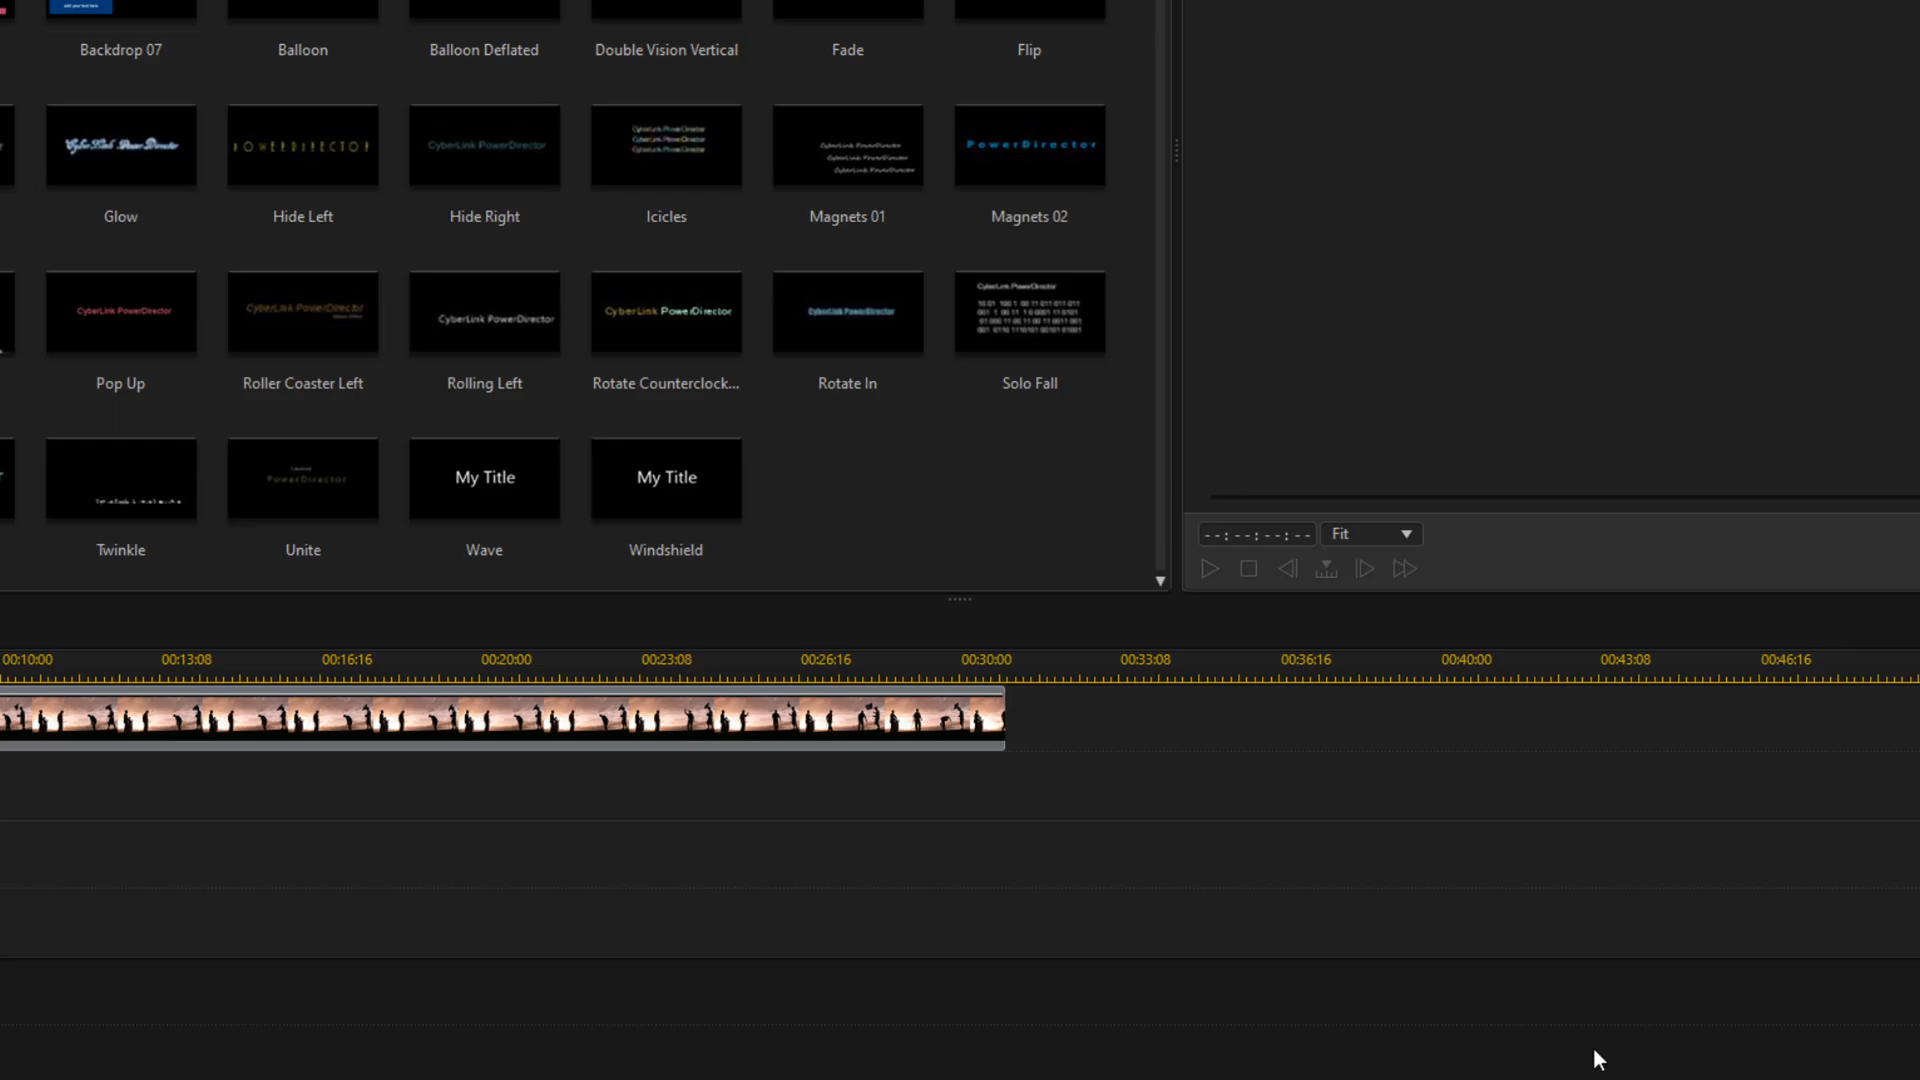 Backdrop 07 Balloon Balloon Deflated Double Vision Vertical Fade Flip
CyberLink PowerDirector
POWERDIRECTOR
CyberLink PowerDirector
CyberLink PowerDirector
CyberLink PowerDirector
CyberLink PowerDirector
CyberLink PowerDirector
CyberLink PowerDirector
CyberLink PowerDirector
PowerDirector
Glow Hide Left Hide Right Icicles Magnets 01 Magnets 02
CyberLink PowerDirector
CyberLink PowerDirector
CyberLink PowerDirector
CyberLink PowerDirector
CyberLink PowerDirector
CyberLink PowerDirector
Pop Up Roller Coaster Left Rolling Left Rotate Counterclock... Rotate In Solo Fall
PowerDirector
My Title
My Title
Twinkle Unite Wave Windshield
--:--:--:-- Fit
00:10:00 00:13:08 00:16:16 00:20:00 00:23:08 00:26:16 00:30:00 00:33:08 00:36:16 00:40:00 00:43:08 00:46:16